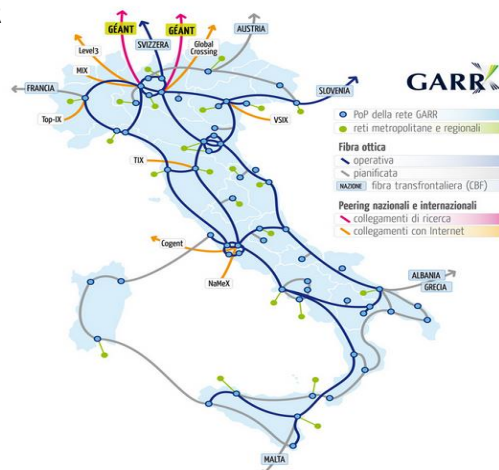 GÉANT
SVIZZERA
GÉANT
AUSTRIA
Level3
Global
Crossing
MIX
FRANCIA
SLOVENIA
GARR
Top-IX
VSIX
PoP della rete GARR
reti metropolitane e regionali
Fibra ottica
operativa
pianificata
NAZIONE fibra transfrontaliera (CBF)
Peering nazionali e internazionali
collegamenti di ricerca
collegamenti con Internet
TIX
Cogent
NaMeX
ALBANIA
GRECIA
MALTA